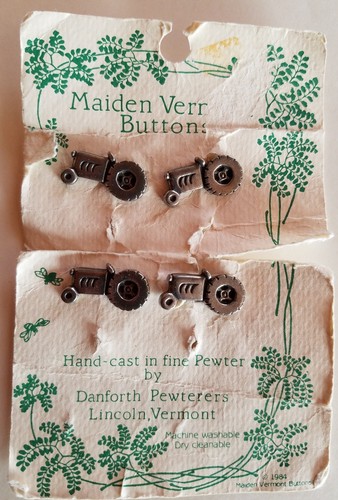 Maiden Verm
Buttons
Hand-cast in fine Pewter
by
Danforth Pewterers
Lincoln, Vermont
Machine washable
Dry cleanable
© 1984
Maiden Vermont Buttons